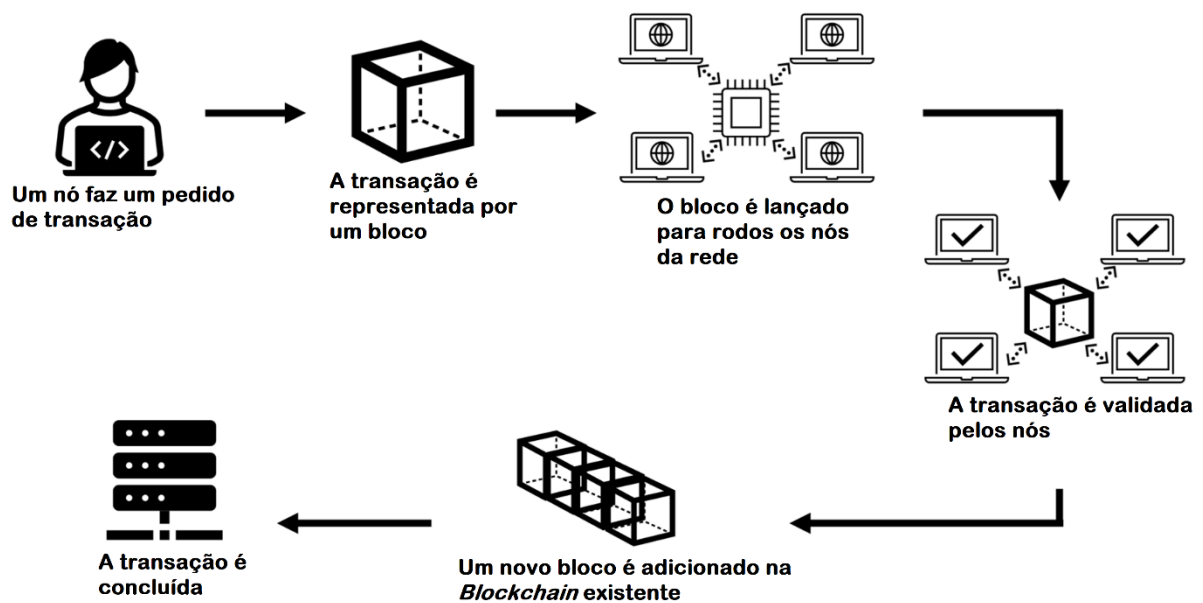 </>
Um nó faz um pedido
de transação
A transação é
representada por
um bloco
O bloco é lançado
para rodos os nós
da rede
A transação é validada
pelos nós
Um novo bloco é adicionado na
Blockchain existente
A transação é
concluída